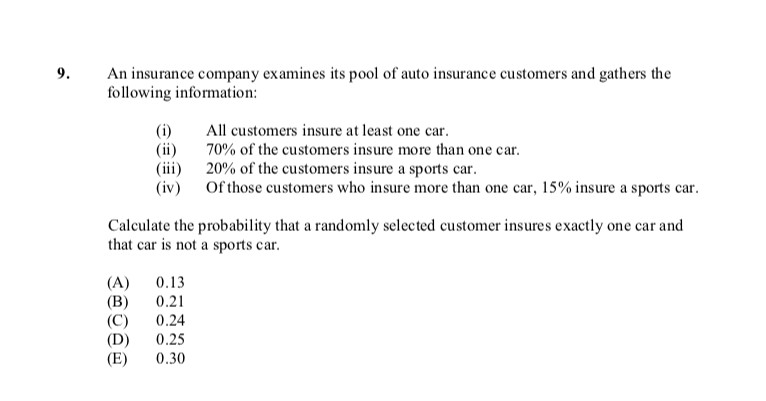 9. An insurance company examines its pool of auto insurance customers and gathers the
following information:
(i) All customers insure at least one car.
(ii) 70% of the customers insure more than one car.
(iii) 20% of the customers insure a sports car.
(iv) Of those customers who insure more than one car, 15% insure a sports car.
Calculate the probability that a randomly selected customer insures exactly one car and
that car is not a sports car.
(A) 0.13
(B) 0.21
(C) 0.24
(D) 0.25
(E) 0.30